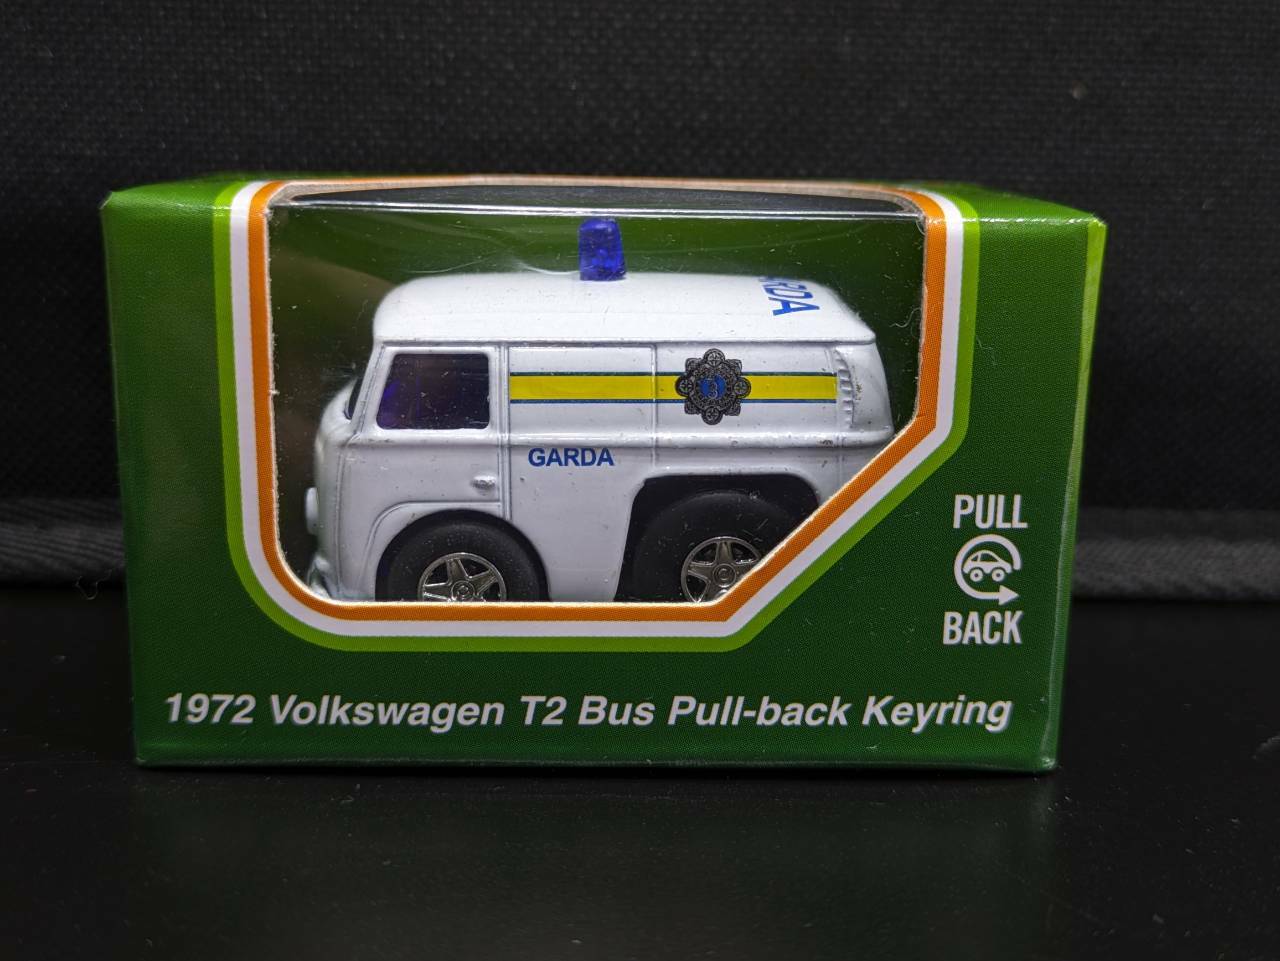 GARDA
PULL
BACK
1972 Volkswagen T2 Bus Pull-back Keyring